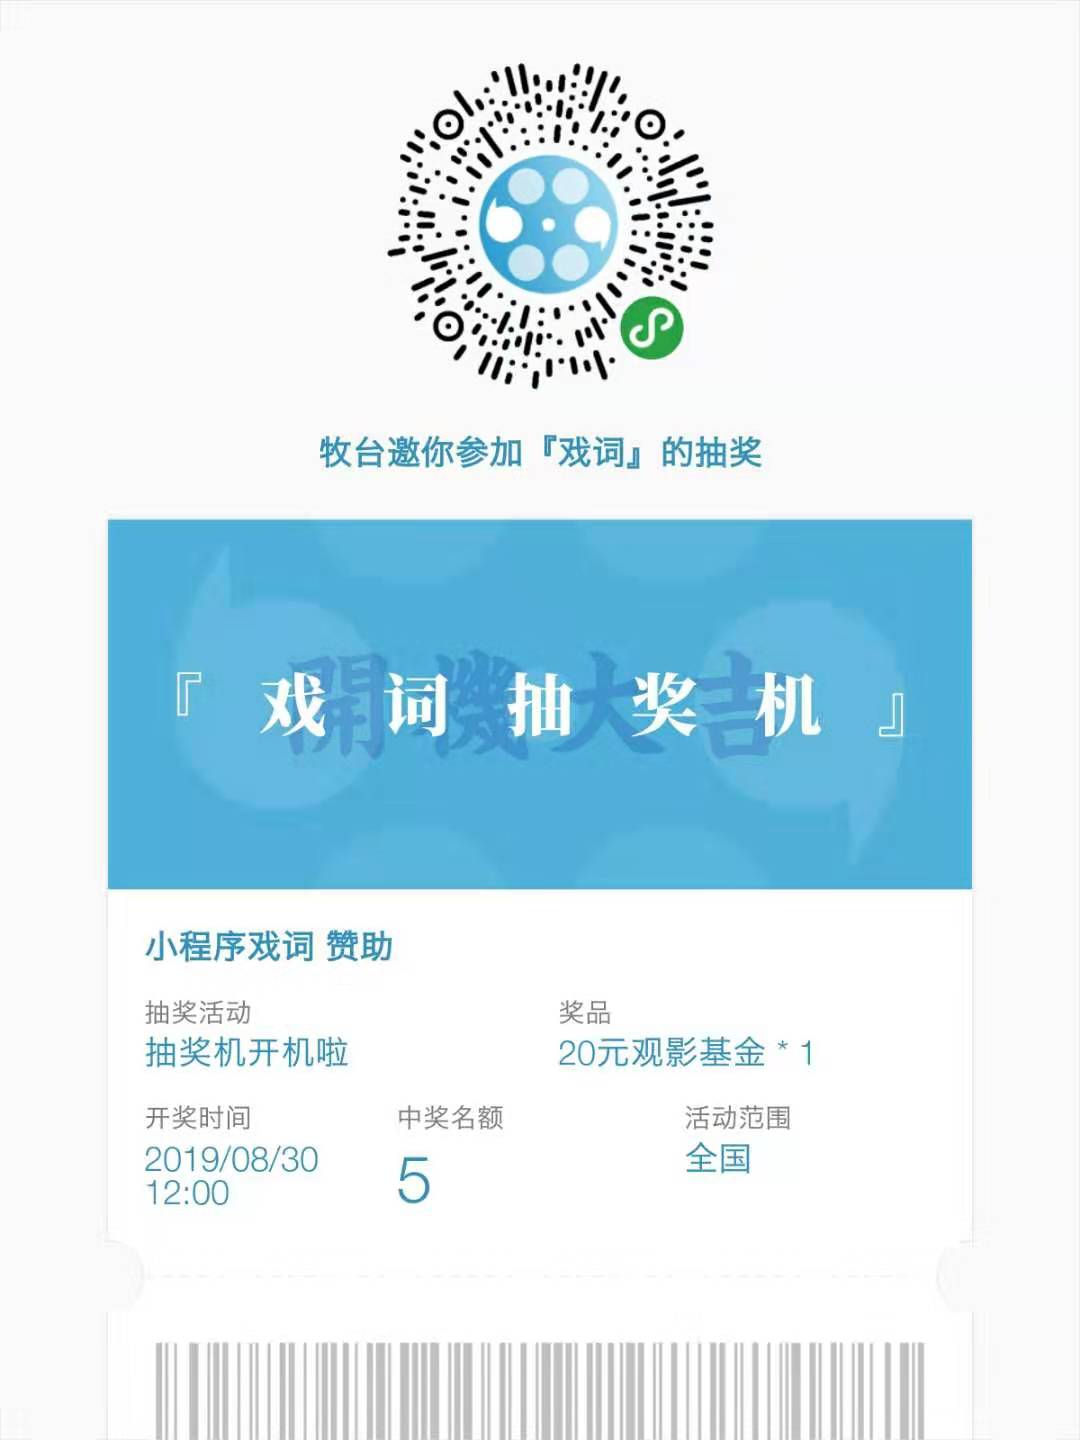 牧台邀你参加『戏词』的抽奖
開機大吉
『戏词抽奖机』
小程序戏词 赞助
抽奖活动
奖品
抽奖机开机啦
20元观影基金 * 1
开奖时间
中奖名额
活动范围
2019/08/30
12:00
5
全国